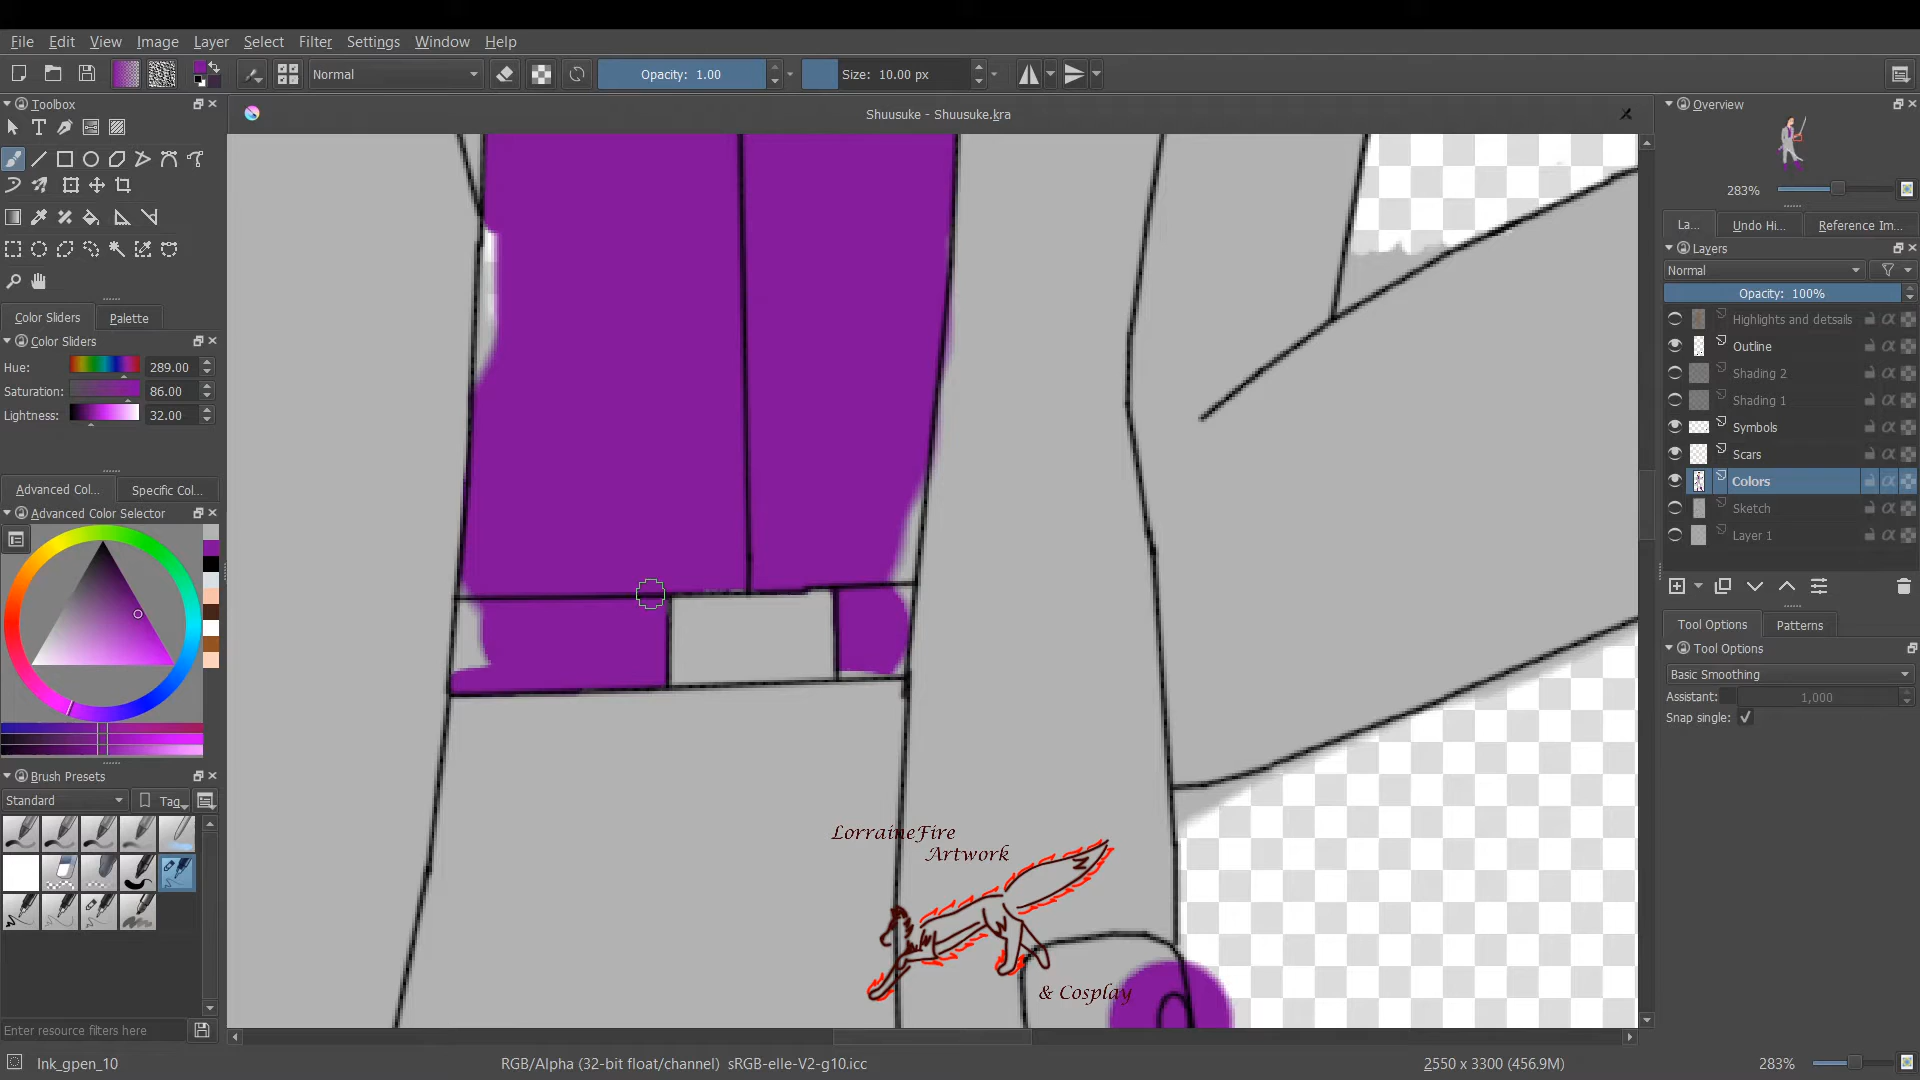 File Edit View Image Layer Select Filter Settings Window Help
Normal Opacity: 1.00 Size: 10.00 px
Toolbox
Shuusuke - Shuusuke.kra
Overview
283%
La... Undo Hi... Reference Im...
Layers
Normal
Opacity: 100%
Highlights and detsails
Outline
Shading 2
Shading 1
Symbols
Scars
Colors
Sketch
Layer 1
Tool Options Patterns
Tool Options
Basic Smoothing
Assistant: 1,000
Snap single:
Color Sliders Palette
Color Sliders
Hue: 289.00
Saturation: 86.00
Lightness: 32.00
Advanced Col... Specific Col...
Advanced Color Selector
Brush Presets
Standard Tag
Enter resource filters here
LorraineFire
Artwork
& Cosplay
Ink_gpen_10 RGB/Alpha (32-bit float/channel) sRGB-elle-V2-g10.icc 2550 x 3300 (456.9M) 283%